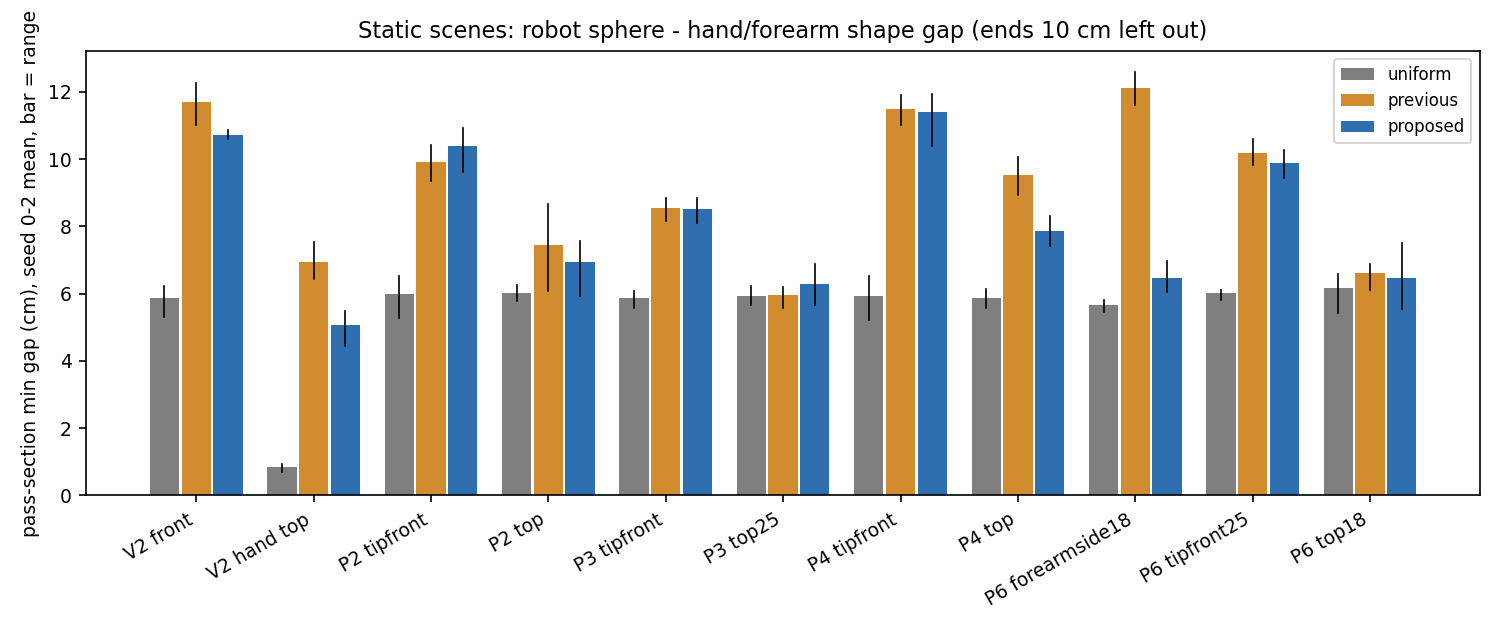 Static scenes: robot sphere - hand/forearm shape gap (ends 10 cm left out)
pass-section min gap (cm), seed 0-2 mean, bar = range
12
10
8
6
4
2
0
uniform
previous
proposed
V2 front
V2 hand top
P2 tipfront
P2 top
P3 tipfront
P3 top25
P4 tipfront
P4 top
P6 forearmside18
P6 tipfront25
P6 top18